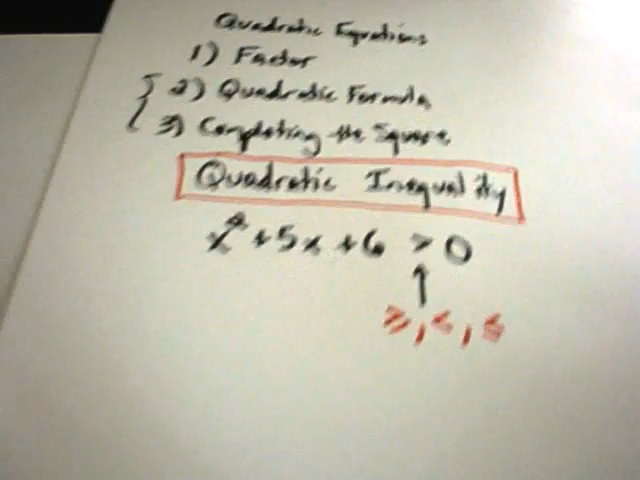 Quadratic Equations
1) Factor
2) Quadratic Formula
3) Completing the Square
Quadratic Inequality
x² + 5x + 6 > 0
≥, <, ≤